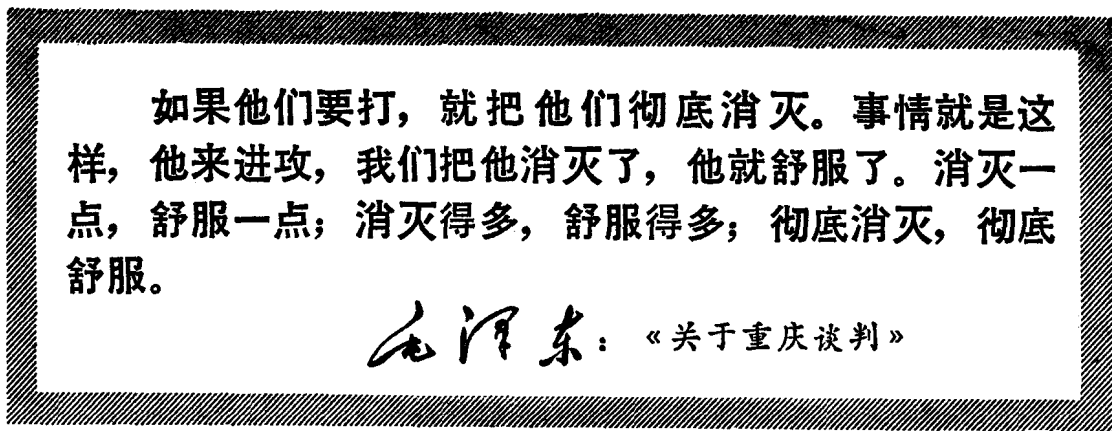 如果他们要打，就把他们彻底消灭。事情就是这
样，他来进攻，我们把他消灭了，他就舒服了。消灭一
点，舒服一点；消灭得多，舒服得多；彻底消灭，彻底
舒服。
毛泽东：《关于重庆谈判》